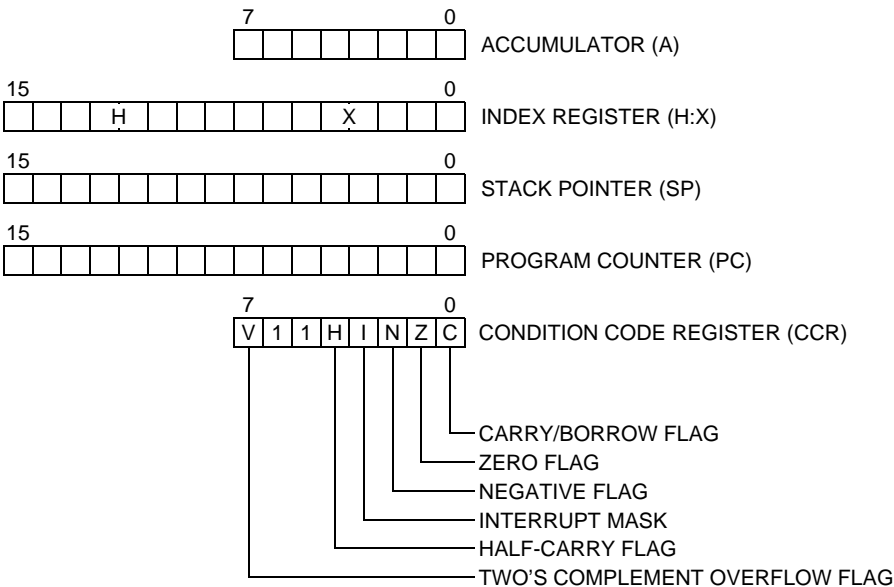 7 0
ACCUMULATOR (A)
15 0
H X INDEX REGISTER (H:X)
15 0
STACK POINTER (SP)
15 0
PROGRAM COUNTER (PC)
7 0
V 1 1 H I N Z C CONDITION CODE REGISTER (CCR)
CARRY/BORROW FLAG
ZERO FLAG
NEGATIVE FLAG
INTERRUPT MASK
HALF-CARRY FLAG
TWO'S COMPLEMENT OVERFLOW FLAG